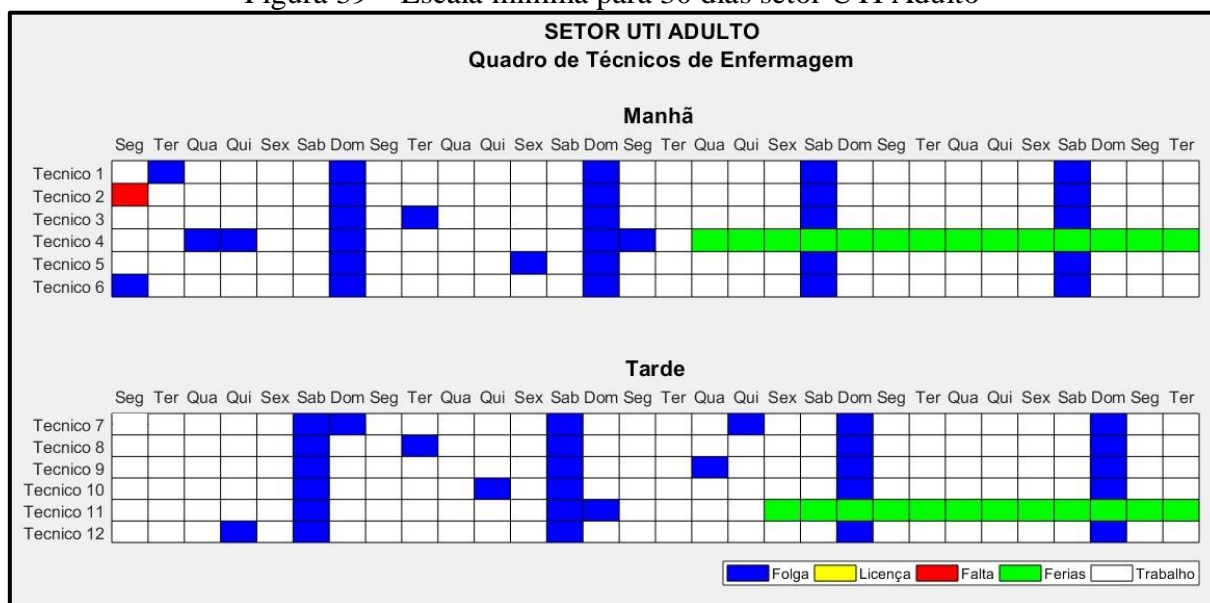 Figura 39 – Escala mínima para 30 dias setor UTI Adulto
SETOR UTI ADULTO
Quadro de Técnicos de Enfermagem
Manhã
Seg Ter Qua Qui Sex Sab Dom Seg Ter Qua Qui Sex Sab Dom Seg Ter Qua Qui Sex Sab Dom Seg Ter Qua Qui Sex Sab Dom Seg Ter
Tecnico 1
Tecnico 2
Tecnico 3
Tecnico 4
Tecnico 5
Tecnico 6
Tarde
Seg Ter Qua Qui Sex Sab Dom Seg Ter Qua Qui Sex Sab Dom Seg Ter Qua Qui Sex Sab Dom Seg Ter Qua Qui Sex Sab Dom Seg Ter
Tecnico 7
Tecnico 8
Tecnico 9
Tecnico 10
Tecnico 11
Tecnico 12
Folga Licença Falta Ferias Trabalho